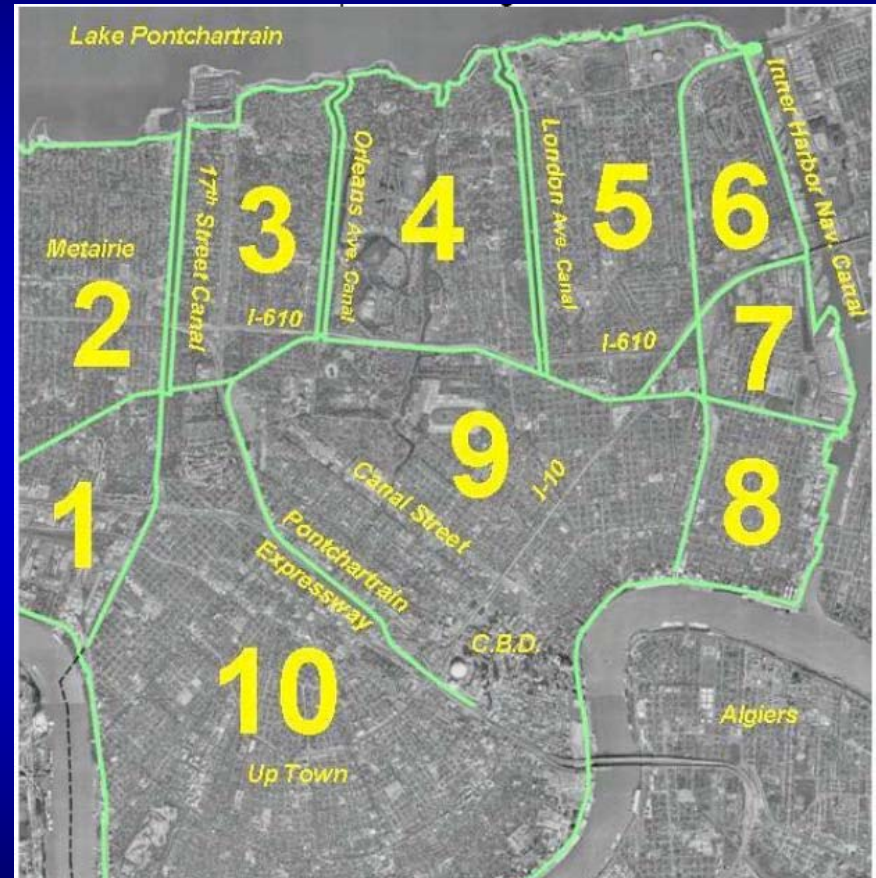 Lake Pontchartrain
Inner Harbor Nav. Canal
17th Street Canal
Orleans Ave. Canal
London Ave. Canal
3
4
5
6
Metairie
2
I-610
I-610
7
9
1
Canal Street
I-10
8
Pontchartrain
Expressway
C.B.D.
10
Algiers
Up Town